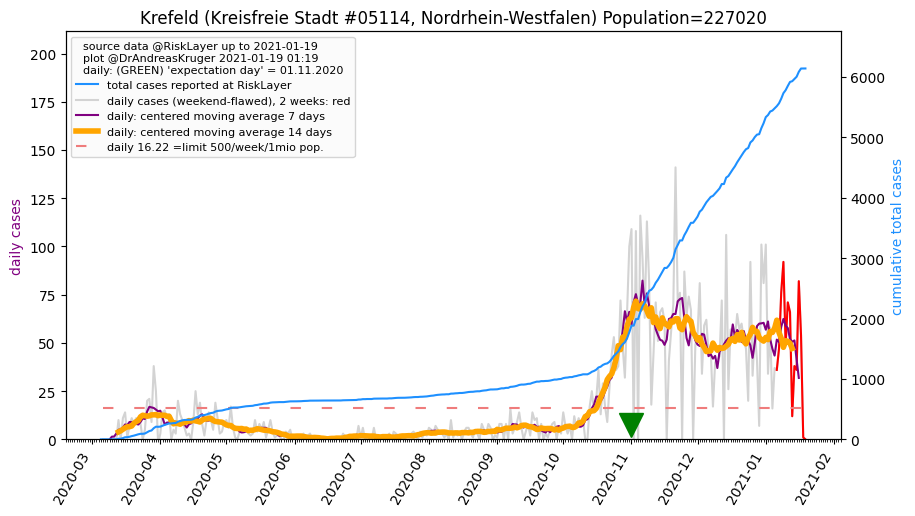 Krefeld (Kreisfreie Stadt #05114, Nordrhein-Westfalen) Population=227020
source data @RiskLayer up to 2021-01-19
plot @DrAndreasKruger 2021-01-19 01:19
daily: (GREEN) 'expectation day' = 01.11.2020
total cases reported at RiskLayer
daily cases (weekend-flawed), 2 weeks: red
daily: centered moving average 7 days
daily: centered moving average 14 days
daily 16.22 =limit 500/week/1mio pop.
daily cases
200
175
150
125
100
75
50
25
0
cumulative total cases
6000
5000
4000
3000
2000
1000
0
2020-03
2020-04
2020-05
2020-06
2020-07
2020-08
2020-09
2020-10
2020-11
2020-12
2021-01
2021-02